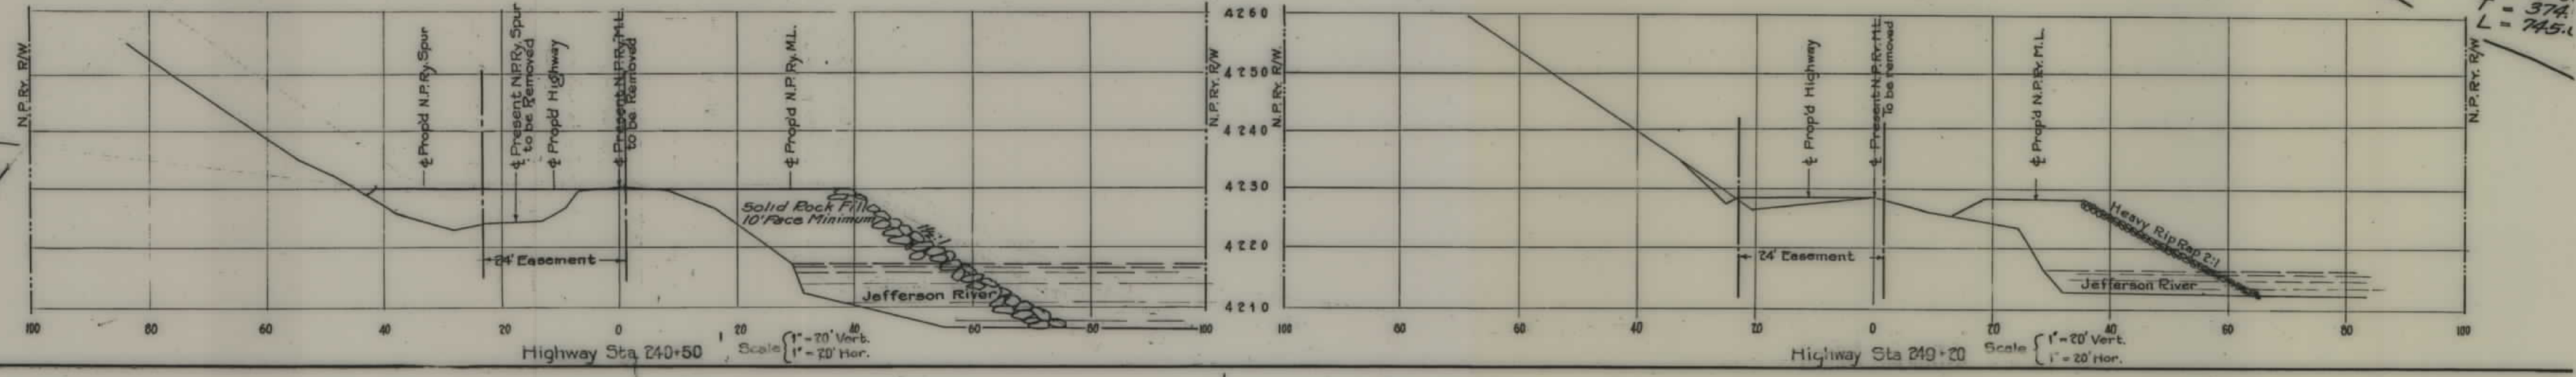 N.P. Ry. R/W
℄ Prop'd N.P. Ry. Spur
℄ Present N.P. Ry. Spur
to be Removed
℄ Prop'd Highway
℄ Present N.P. Ry. M.L.
to be Removed
℄ Prop'd N.P. Ry. M.L.
N.P. Ry. R/W
Solid Rock Fill
10' Face Minimum
24' Easement
Jefferson River
100 80 60 40 20 0 20 40 60 80 100
Highway Sta. 240+50
Scale
1" = 20' Vert.
1" = 20' Hor.
4260
4250
4240
4230
4220
4210
N.P. Ry. R/W
℄ Prop'd Highway
℄ Present N.P. Ry. M.L.
To be removed
℄ Prop'd N.P. Ry. M.L.
N.P. Ry. R/W
Heavy Rip Rap 2:1
24' Easement
Jefferson River
100 80 60 40 20 0 20 40 60 80 100
Highway Sta 249+20
Scale
1" = 20' Vert.
1" = 20' Hor.
T = 374.
L = 745.